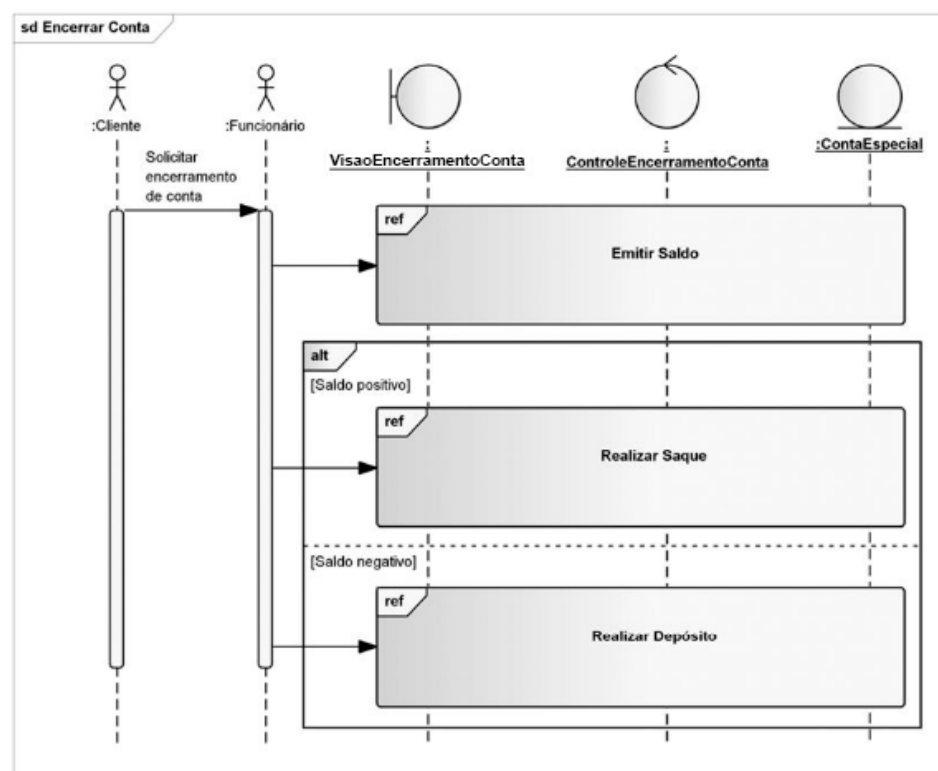 sd Encerrar Conta
:Cliente
:Funcionário
:
VisaoEncerramentoConta
:
ControleEncerramentoConta
:ContaEspecial
Solicitar
encerramento
de conta
ref
Emitir Saldo
alt
[Saldo positivo]
ref
Realizar Saque
[Saldo negativo]
ref
Realizar Depósito